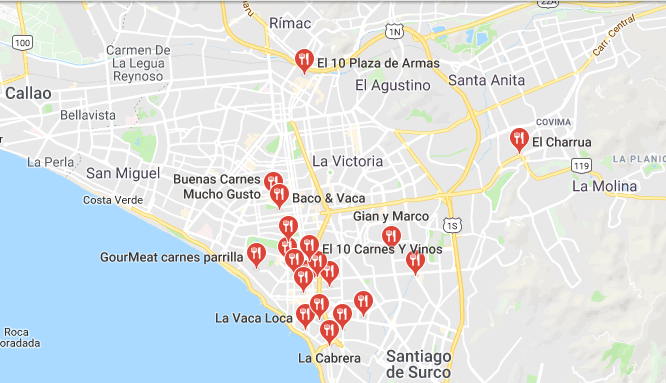 22A
Rímac
1N
Carr. Central
100
Carmen De
La Legua
Reynoso
El 10 Plaza de Armas
El Agustino
Santa Anita
Callao
Bellavista
COVIMA
El Charrua
La Perla
La Victoria
119
LA PLANIC
San Miguel
Buenas Carnes
Mucho Gusto
La Molina
Costa Verde
Baco & Vaca
Gian y Marco
1S
El 10 Carnes Y Vinos
GourMeat carnes parrilla
La Vaca Loca
Roca
oradada
La Cabrera
Santiago
de Surco